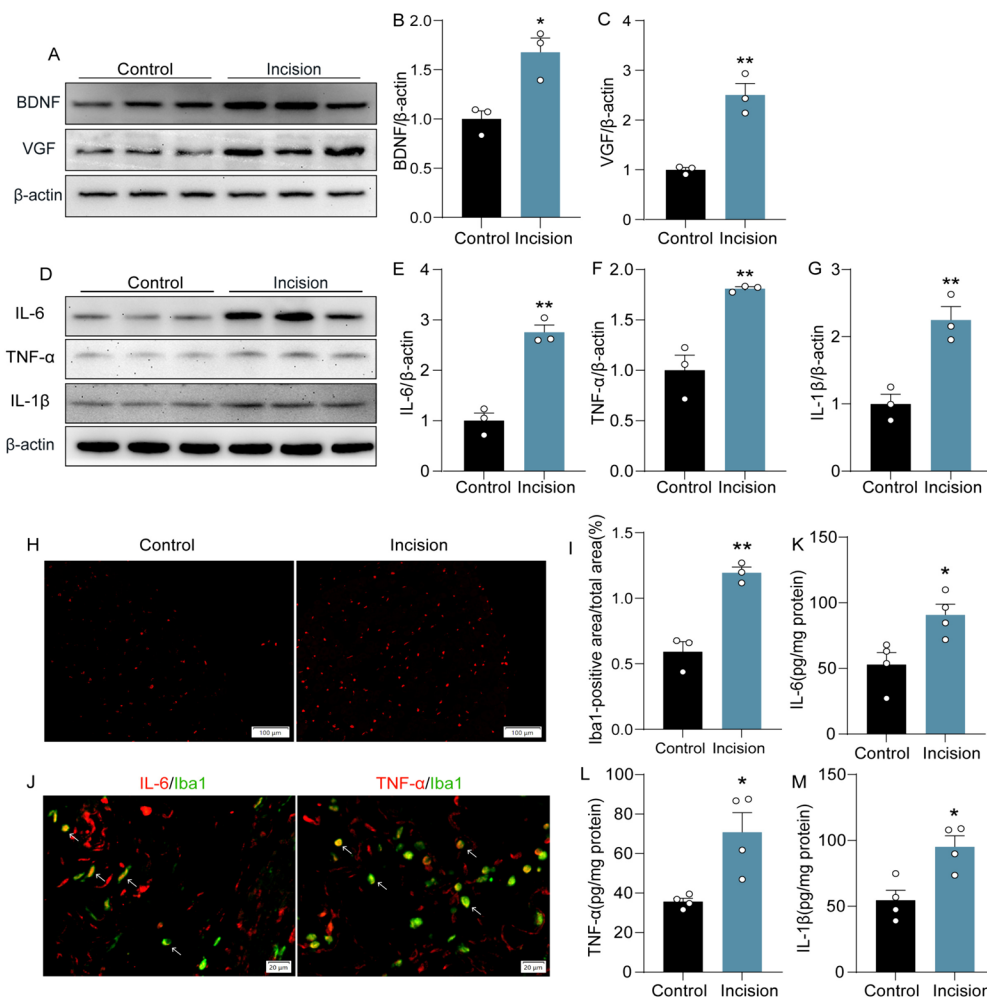 A
Control
Incision
BDNF
VGF
β-actin
B
BDNF/β-actin
2.0
1.5
1.0
0.5
0.0
*
Control Incision
C
VGF/β-actin
4
3
2
1
0
**
Control Incision
D
Control
Incision
IL-6
TNF-α
IL-1β
β-actin
E
IL-6/β-actin
4
3
2
1
0
**
Control Incision
F
TNF-α/β-actin
2.0
1.5
1.0
0.5
0.0
**
Control Incision
G
IL-1β/β-actin
3
2
1
0
**
Control Incision
H
Control
Incision
100 μm
100 μm
I
Iba1-positive area/total area(%)
1.5
1.0
0.5
0.0
**
Control Incision
K
IL-6(pg/mg protein)
150
100
50
0
*
Control Incision
J
IL-6/Iba1
TNF-α/Iba1
20 μm
20 μm
L
TNF-α(pg/mg protein)
100
80
60
40
20
0
*
Control Incision
M
IL-1β(pg/mg protein)
150
100
50
0
*
Control Incision